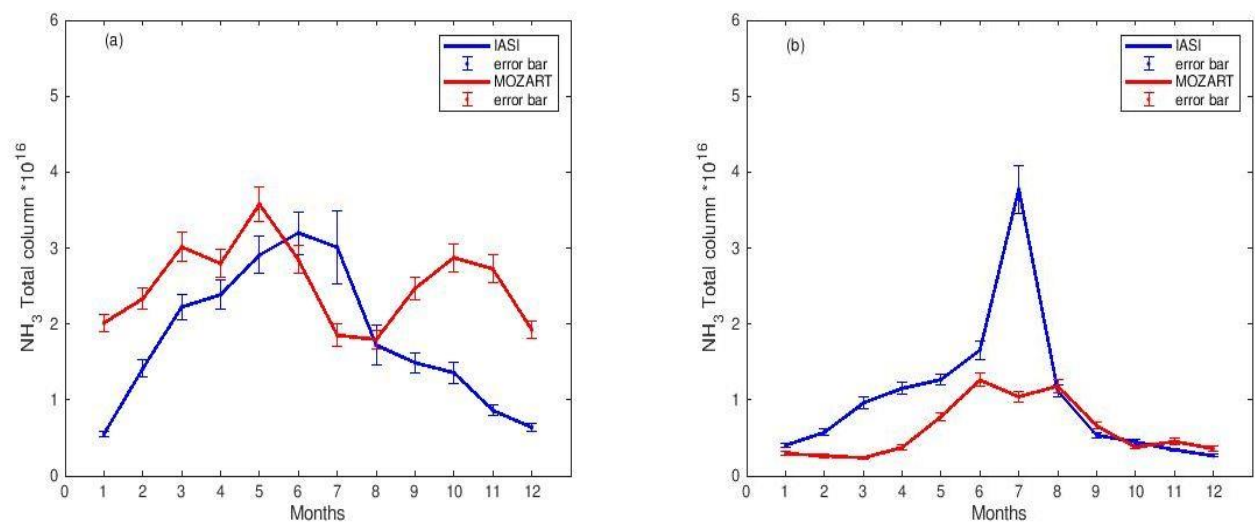 (a)
IASI
error bar
MOZART
error bar
NH3 Total column *10^16
6
5
4
3
2
1
0
0 1 2 3 4 5 6 7 8 9 10 11 12
Months
(b)
IASI
error bar
MOZART
error bar
NH3 Total column *10^16
6
5
4
3
2
1
0
0 1 2 3 4 5 6 7 8 9 10 11 12
Months